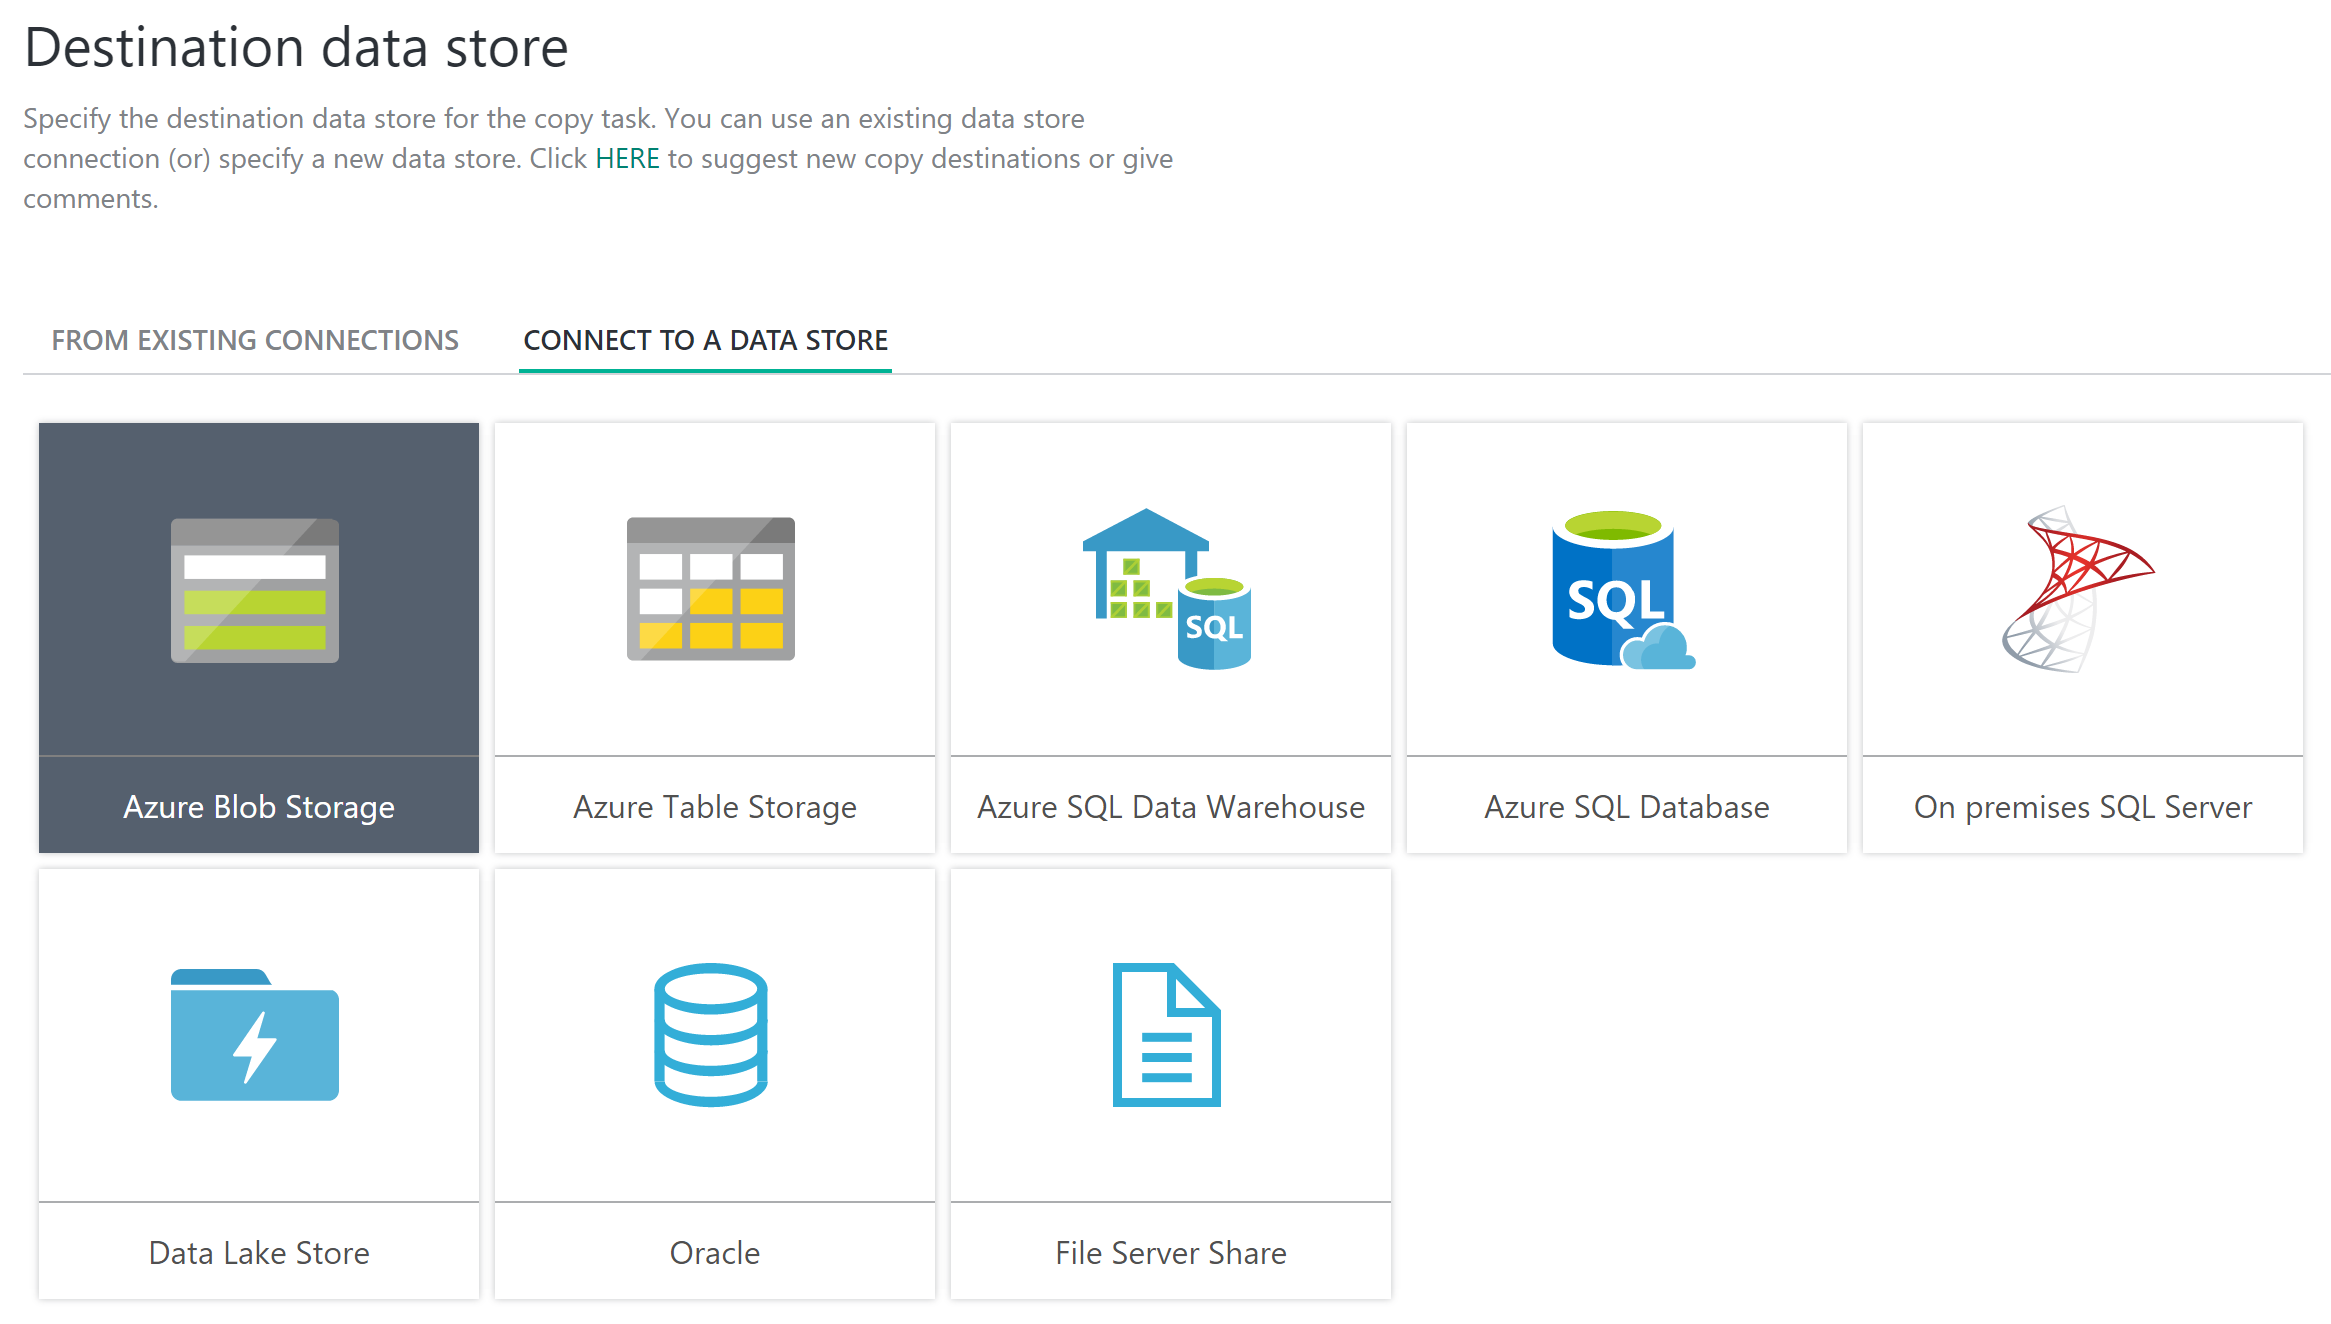 Destination data store
Specify the destination data store for the copy task. You can use an existing data store
connection (or) specify a new data store. Click HERE to suggest new copy destinations or give
comments.
FROM EXISTING CONNECTIONS
CONNECT TO A DATA STORE
SQL
SQL
Azure Blob Storage
Azure Table Storage
Azure SQL Data Warehouse
Azure SQL Database
On premises SQL Server
Data Lake Store
Oracle
File Server Share